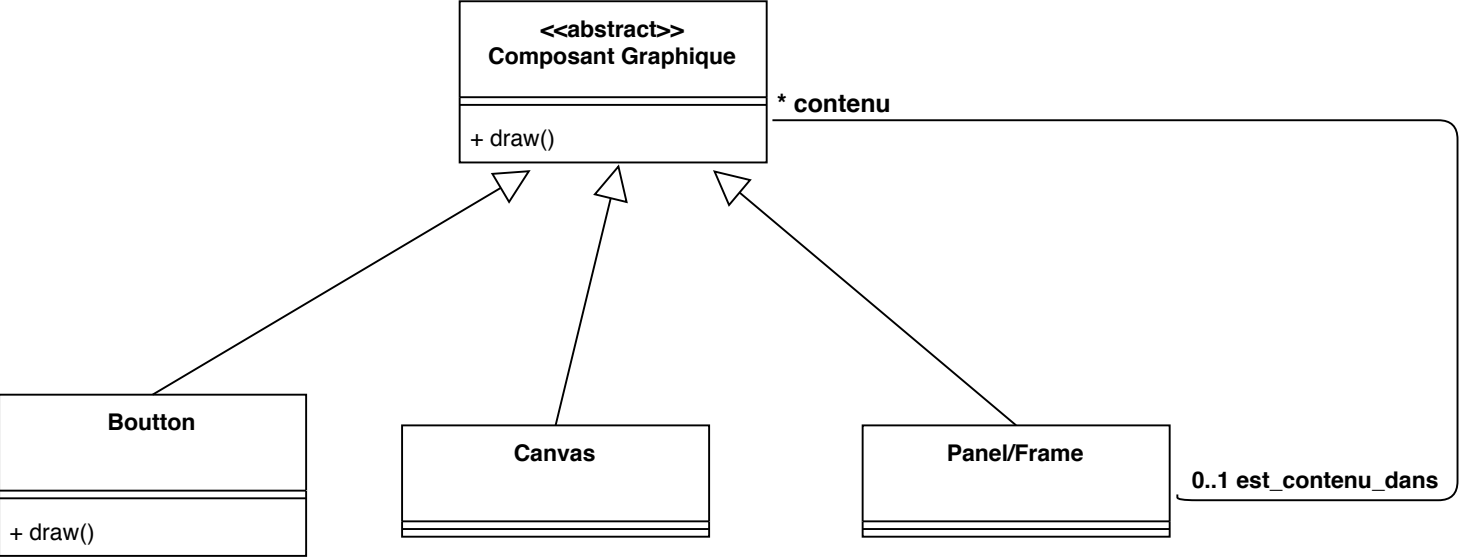 <<abstract>>
Composant Graphique
* contenu
+ draw()
Boutton
Canvas
Panel/Frame
0..1 est_contenu_dans
+ draw()